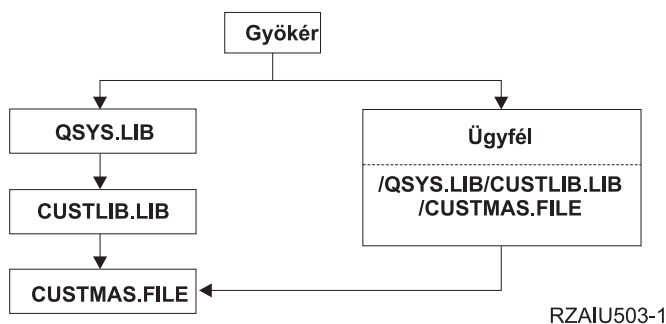 Gyökér
QSYS.LIB
CUSTLIB.LIB
CUSTMAS.FILE
Ügyfél
/QSYS.LIB/CUSTLIB.LIB
/CUSTMAS.FILE
RZAIU503-1